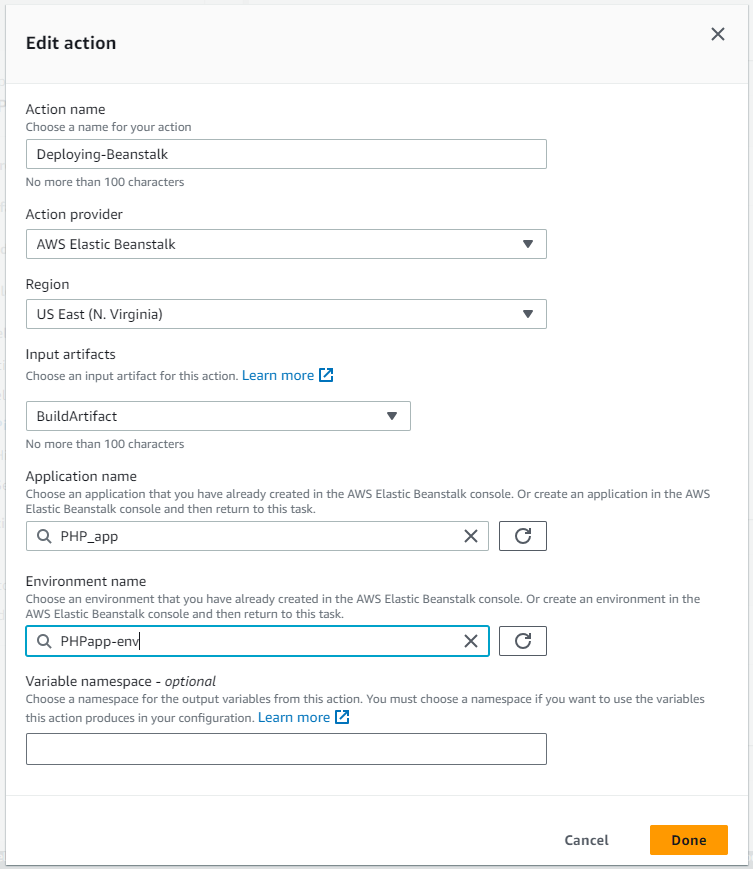 Edit action
Action name
Choose a name for your action
Deploying-Beanstalk
No more than 100 characters
Action provider
AWS Elastic Beanstalk
Region
US East (N. Virginia)
Input artifacts
Choose an input artifact for this action. Learn more
BuildArtifact
No more than 100 characters
Application name
Choose an application that you have already created in the AWS Elastic Beanstalk console. Or create an application in the AWS
Elastic Beanstalk console and then return to this task.
PHP_app
Environment name
Choose an environment that you have already created in the AWS Elastic Beanstalk console. Or create an environment in the
AWS Elastic Beanstalk console and then return to this task.
PHPapp-env
Variable namespace - optional
Choose a namespace for the output variables from this action. You must choose a namespace if you want to use the variables
this action produces in your configuration. Learn more
Cancel Done